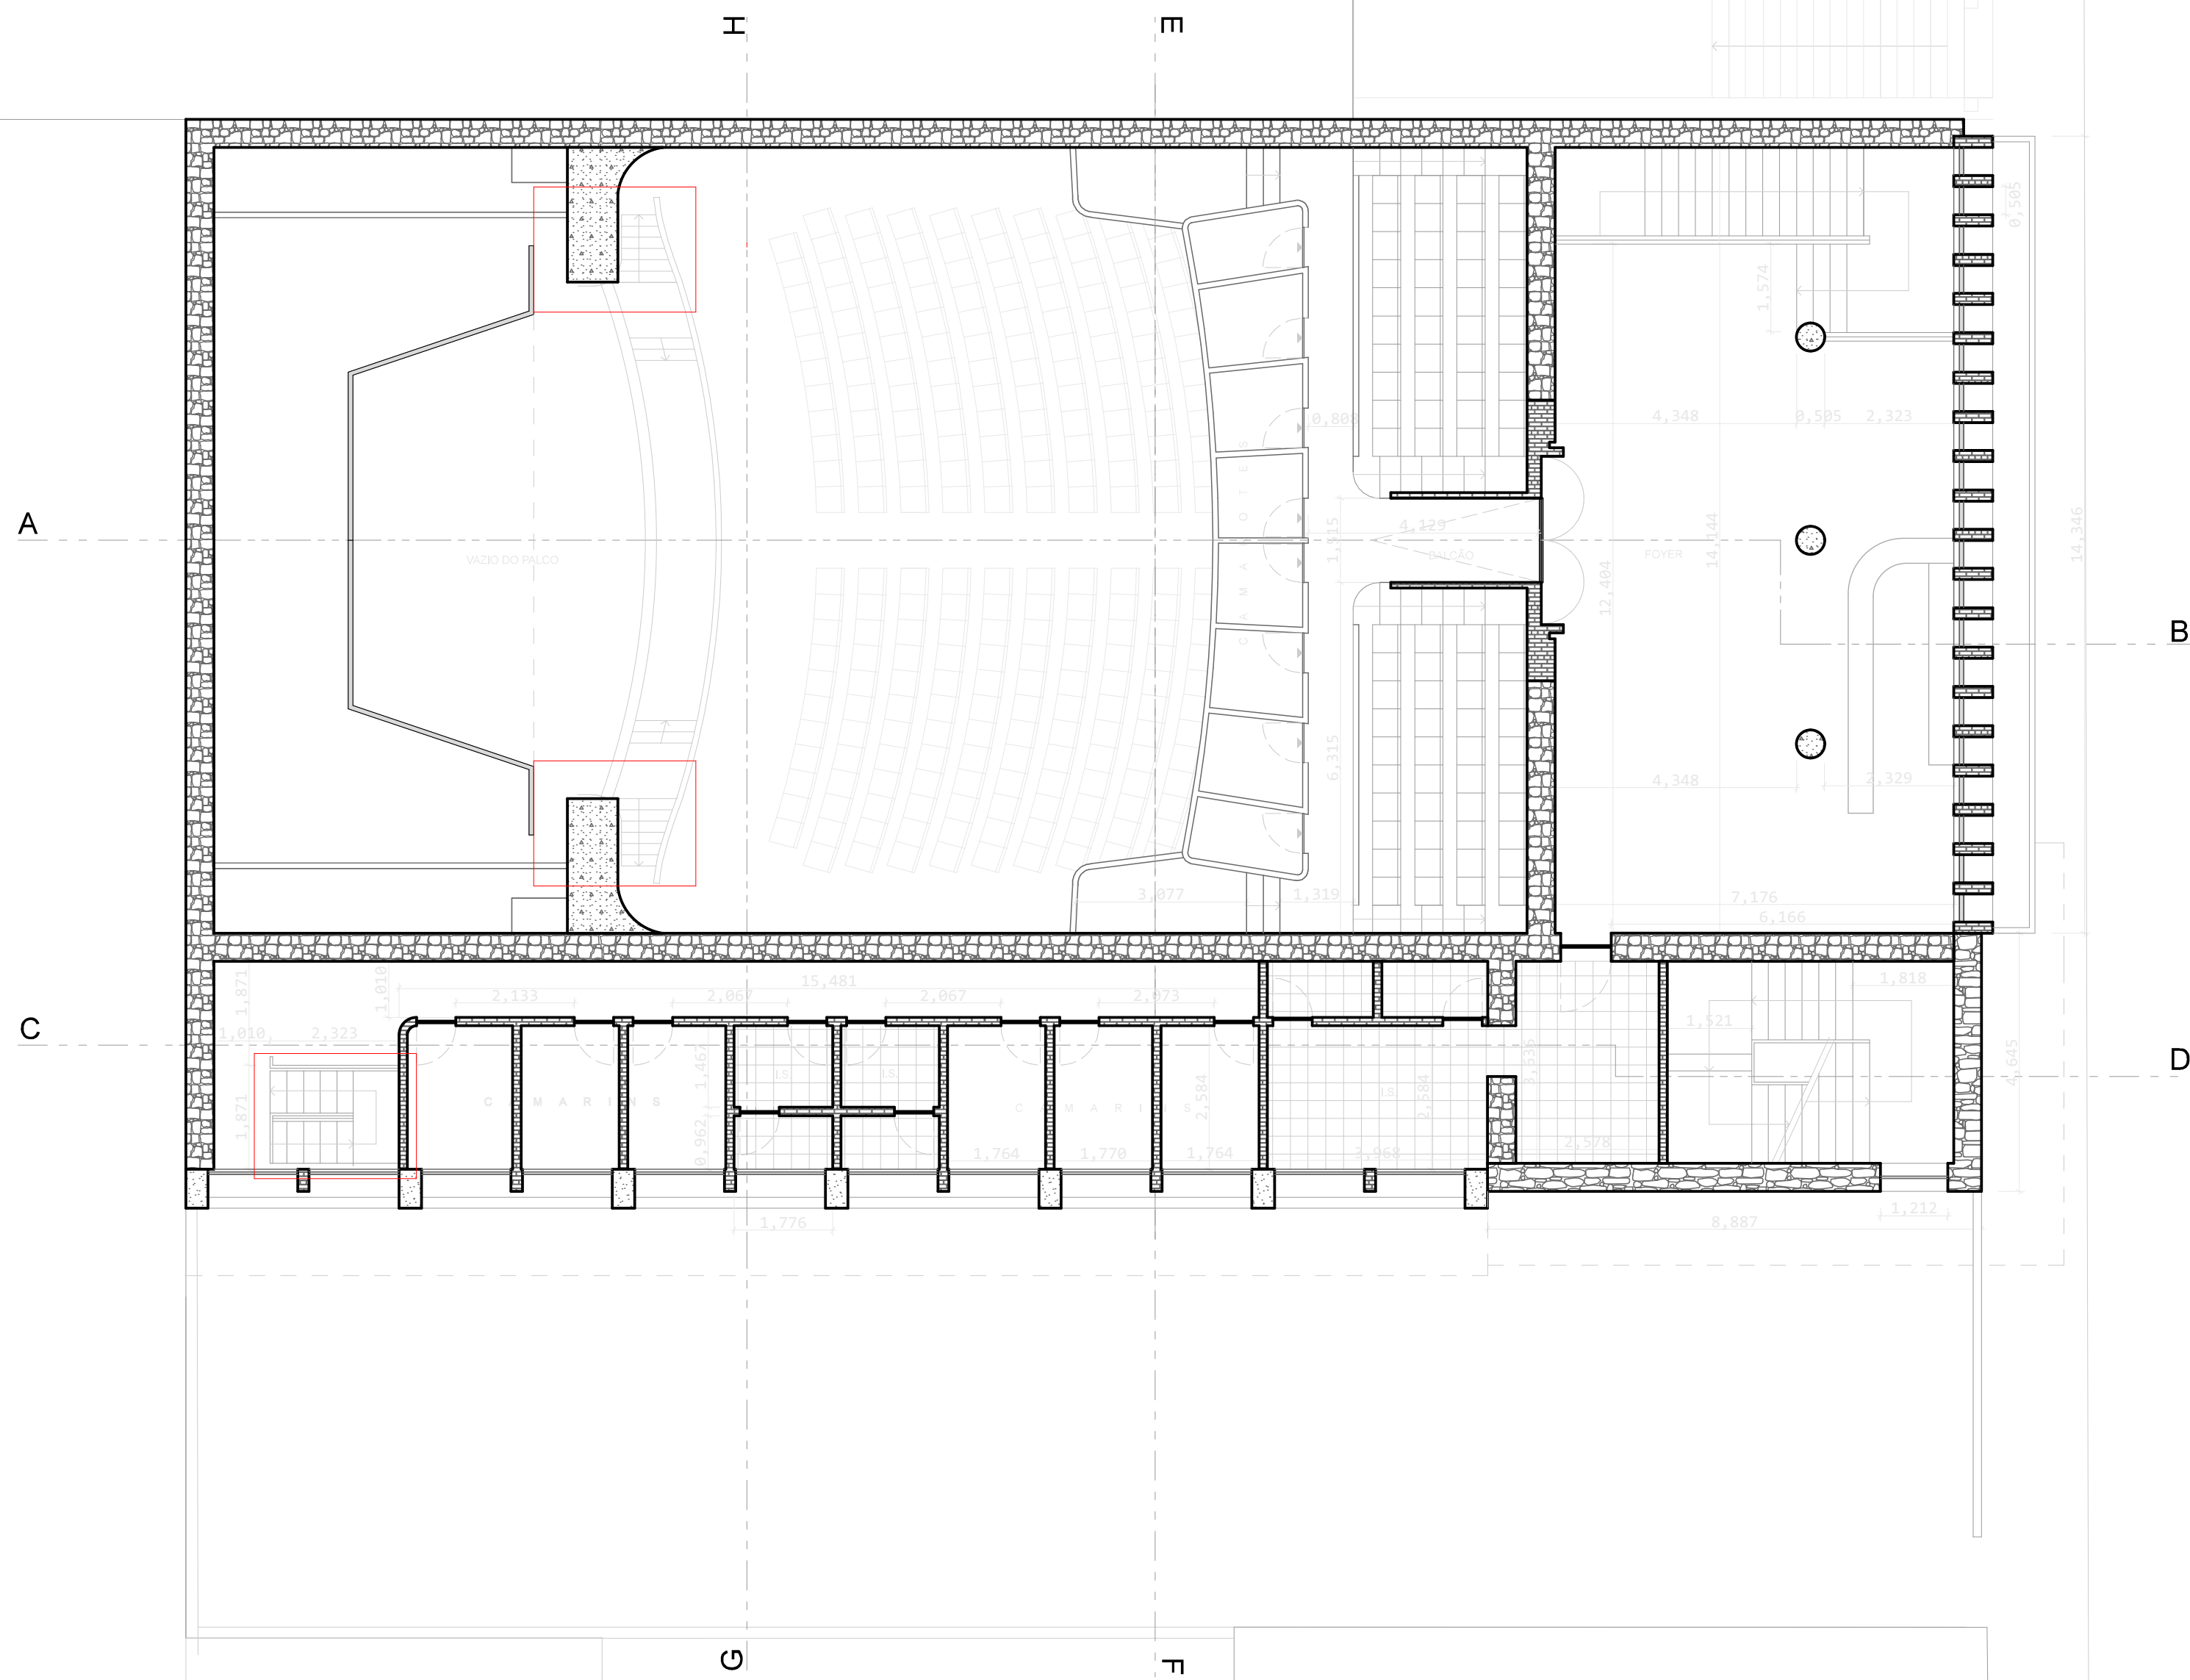 H
E
0,505
1,574
4,348
0,505
2,323
0,808
CAMAROTES
A
4,129
1,515
BALCÃO
FOYER
14,144
14,346
VAZIO DO PALCO
12,404
B
6,315
4,348
2,329
3,077
1,319
7,176
6,166
1,871
1,010
15,481
2,133
2,067
2,067
2,073
1,818
C
1,010
2,323
1,521
D
4,645
1,467
I.S.
I.S.
2,584
2,584
I.S.
CAMARINS
CAMARINS
1,871
0,962
1,764
1,770
1,764
3,968
2,578
1,776
8,887
1,212
G
F